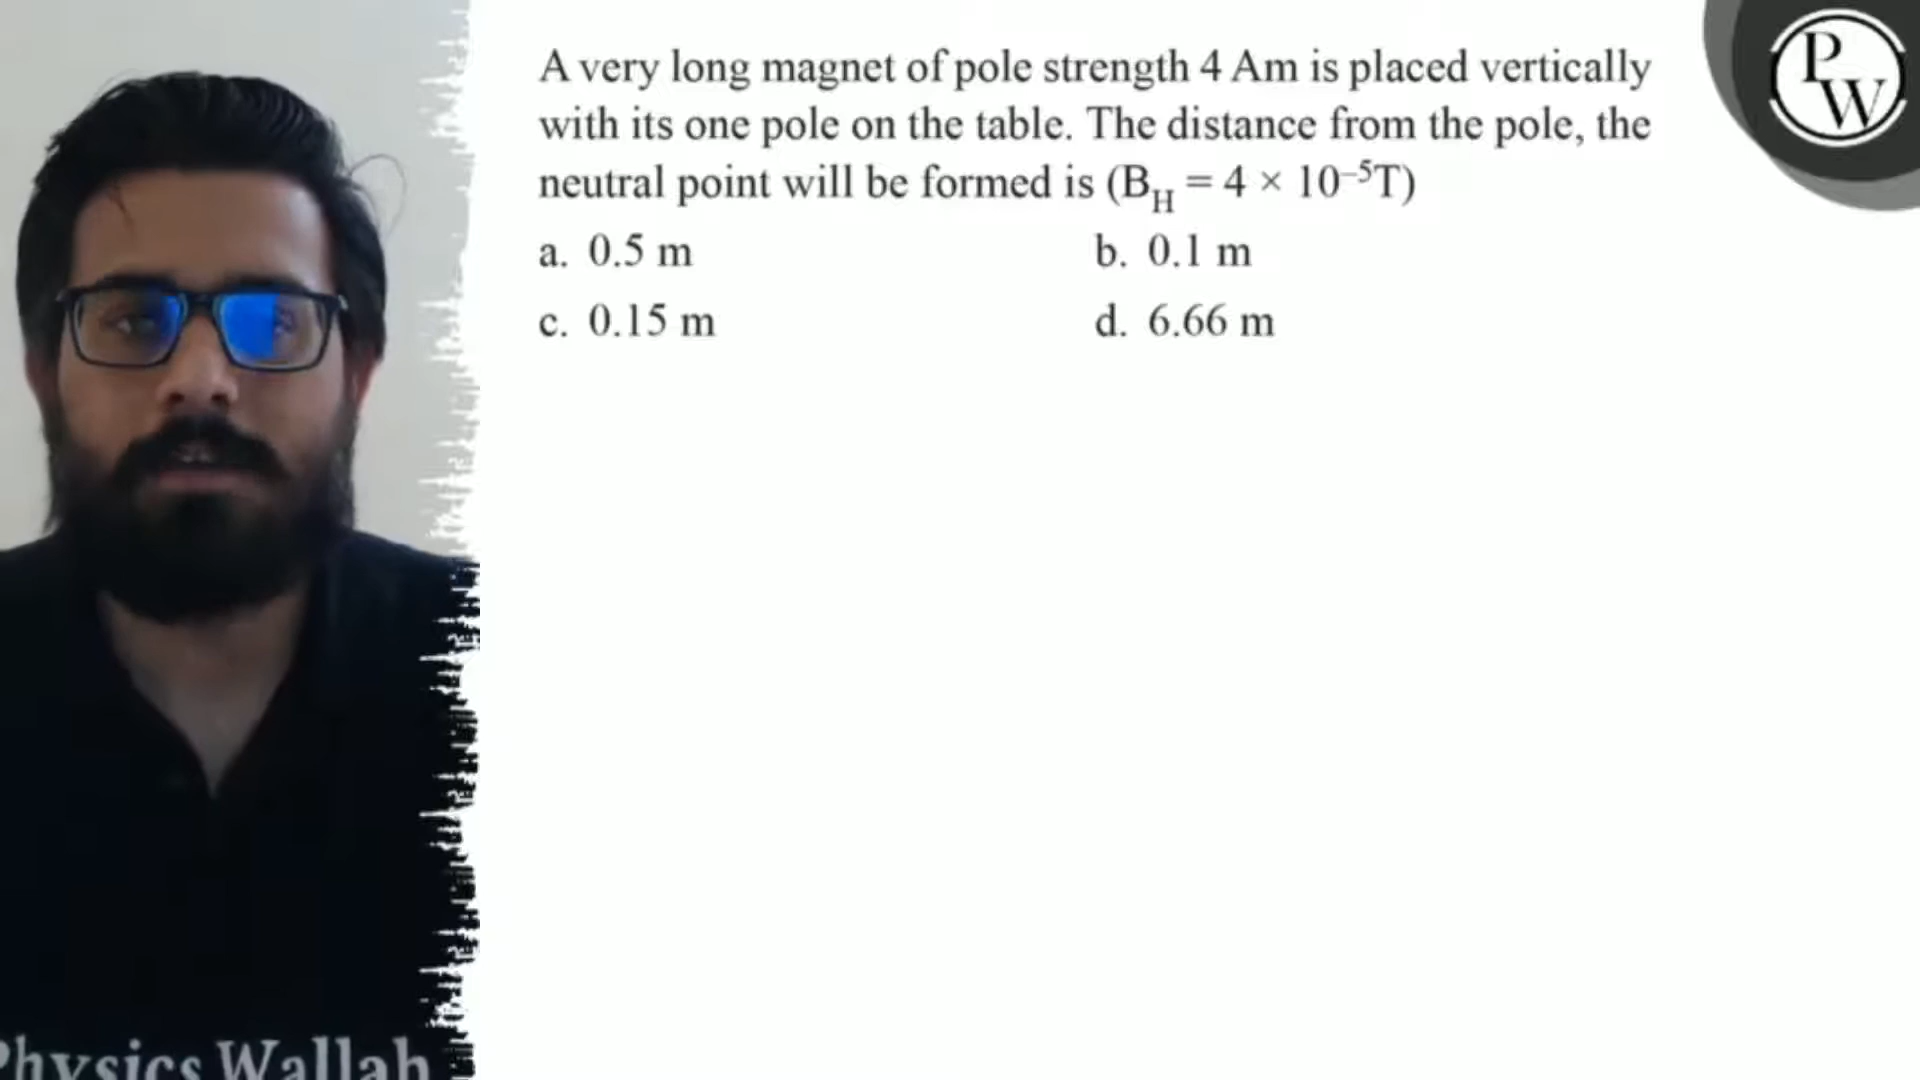 A very long magnet of pole strength 4 Am is placed vertically
with its one pole on the table. The distance from the pole, the
neutral point will be formed is (B_H = 4 × 10⁻⁵T)
a. 0.5 m
b. 0.1 m
c. 0.15 m
d. 6.66 m
PW
Physics Wallah